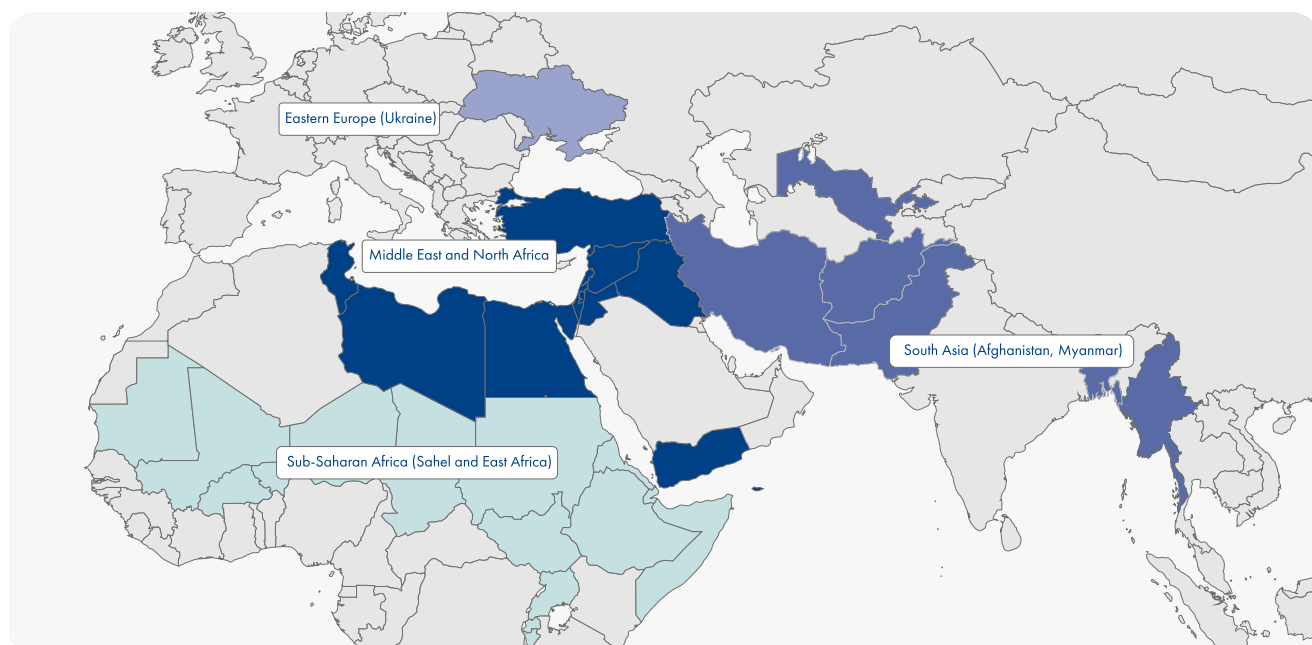 Eastern Europe (Ukraine)
Middle East and North Africa
South Asia (Afghanistan, Myanmar)
Sub-Saharan Africa (Sahel and East Africa)